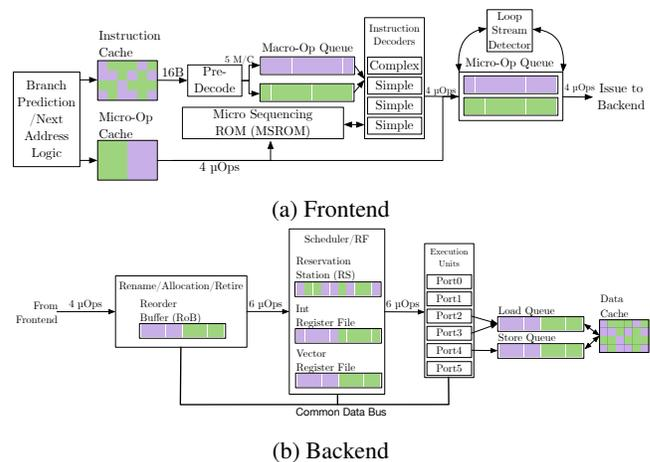 Instruction
Cache
Branch
Prediction
/Next
Address
Logic
Micro-Op
Cache
16B
Pre-
Decode
5 M/C
Macro-Op Queue
Micro Sequencing
ROM (MSROM)
4 µOps
Instruction
Decoders
Complex
Simple
Simple
Simple
4 µOps
Loop
Stream
Detector
Micro-Op Queue
4 µOps
Issue to
Backend
(a) Frontend
From
Frontend
4 µOps
Rename/Allocation/Retire
Reorder
Buffer (RoB)
6 µOps
Scheduler/RF
Reservation
Station (RS)
Int
Register File
Vector
Register File
6 µOps
Execution
Units
Port0
Port1
Port2
Port3
Port4
Port5
Load Queue
Store Queue
Data
Cache
Common Data Bus
(b) Backend